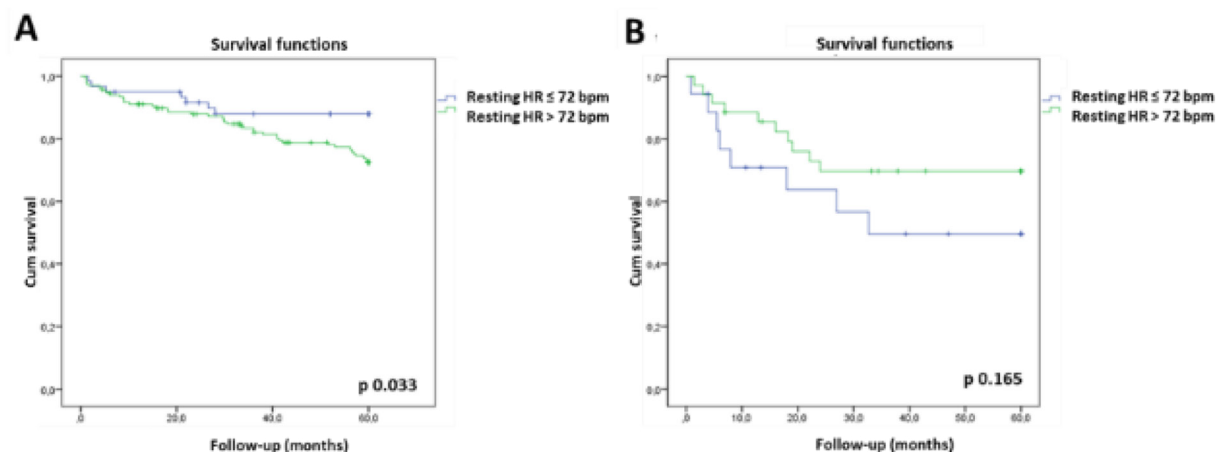 A
Survival functions
1,0
0,8
0,6
0,4
0,2
0,0
Cum survival
,0
20,0
40,0
60,0
Follow-up (months)
Resting HR ≤ 72 bpm
Resting HR > 72 bpm
p 0.033
B
Survival functions
1,0
0,8
0,6
0,4
0,2
0,0
Cum survival
,0
10,0
20,0
30,0
40,0
50,0
60,0
Follow-up (months)
Resting HR ≤ 72 bpm
Resting HR > 72 bpm
p 0.165